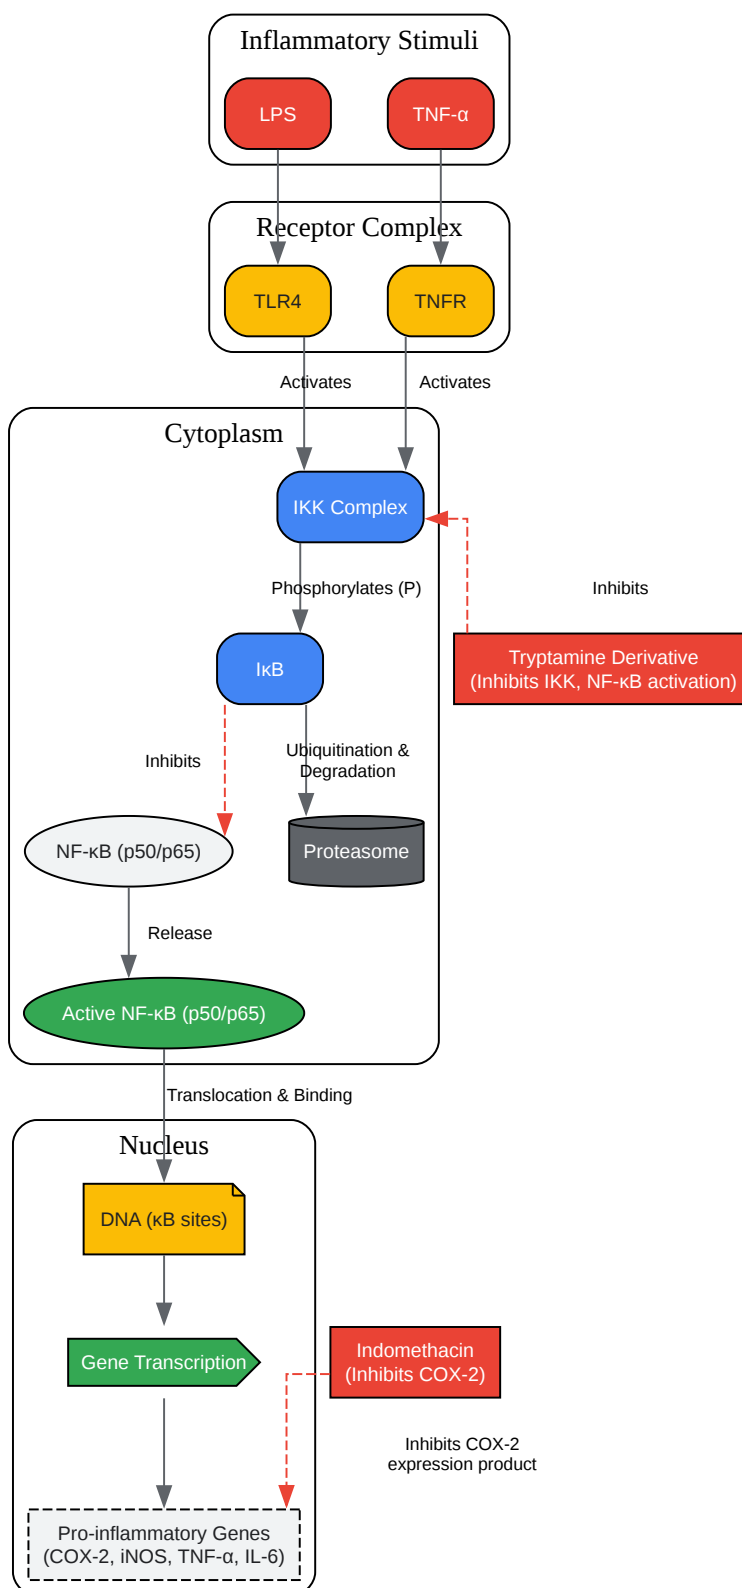 Inflammatory Stimuli
LPS
TNF-α
Receptor Complex
TLR4
TNFR
Activates
Activates
Cytoplasm
IKK Complex
Phosphorylates (P)
Inhibits
Tryptamine Derivative
(Inhibits IKK, NF-κB activation)
IκB
Inhibits
Ubiquitination &
Degradation
NF-κB (p50/p65)
Proteasome
Release
Active NF-κB (p50/p65)
Translocation & Binding
Nucleus
DNA (κB sites)
Gene Transcription
Indomethacin
(Inhibits COX-2)
Inhibits COX-2
expression product
Pro-inflammatory Genes
(COX-2, iNOS, TNF-α, IL-6)